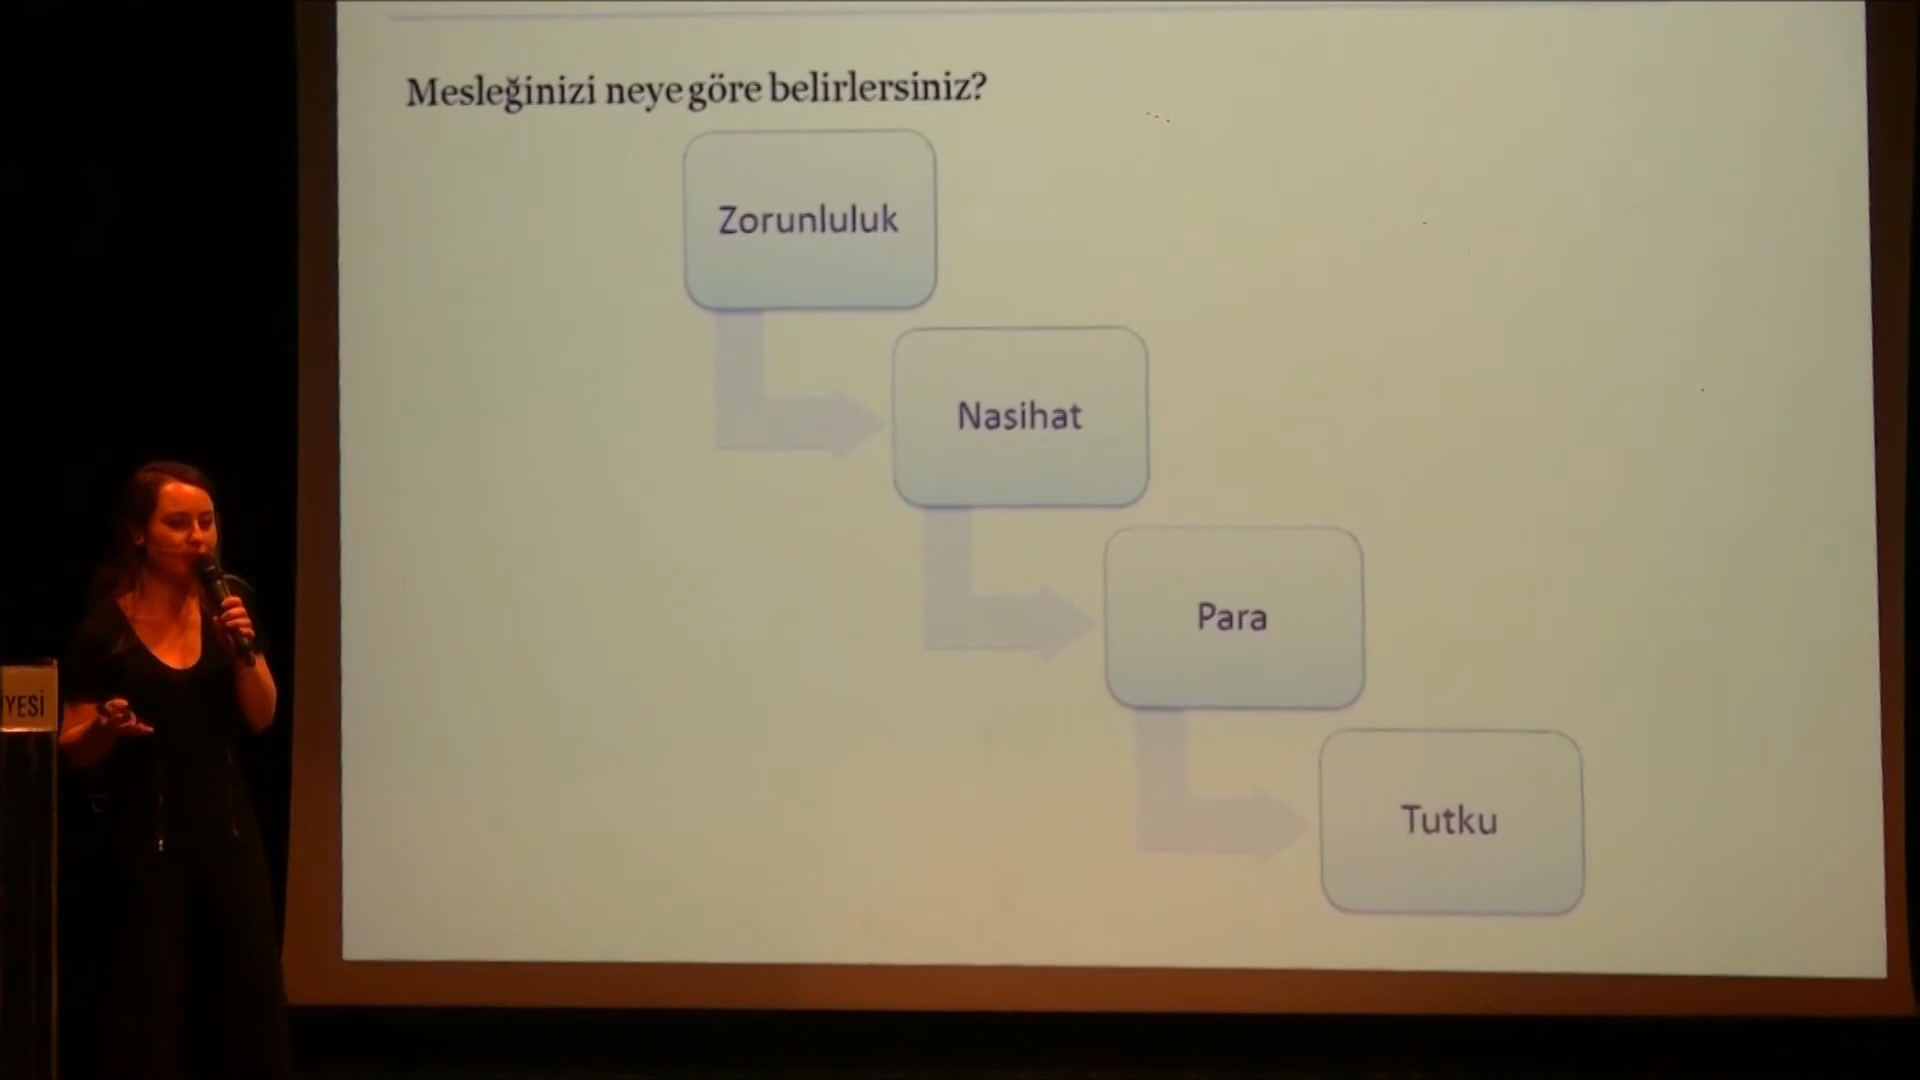 Mesleğinizi neye göre belirlersiniz?
Zorunluluk
Nasihat
Para
Tutku
İYESİ